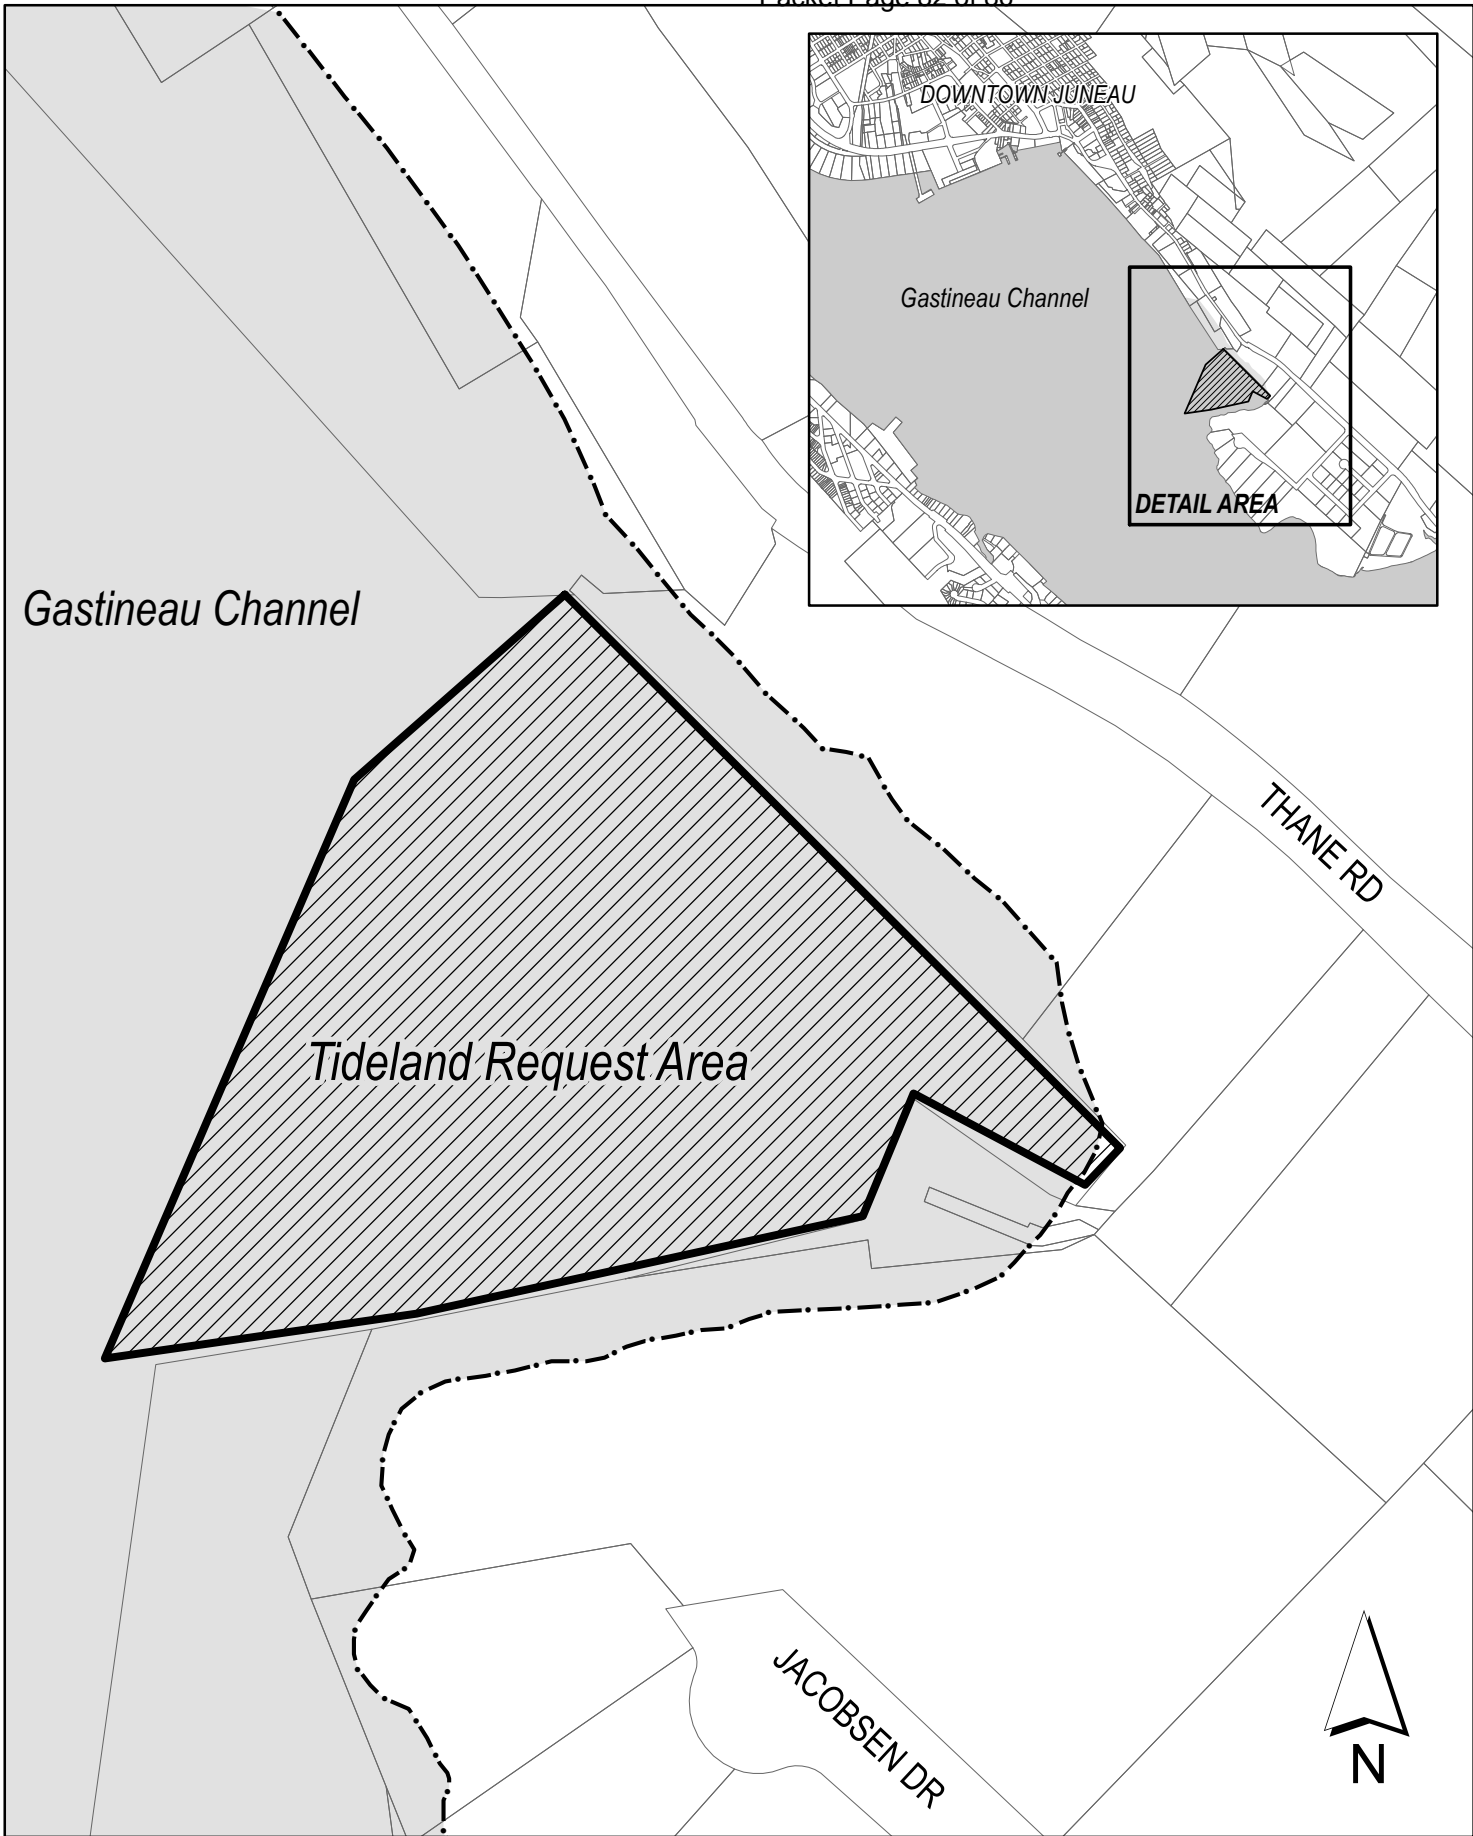 DOWNTOWN JUNEAU
Gastineau Channel
DETAIL AREA
Gastineau Channel
THANE RD
Tideland Request Area
JACOBSEN DR
N